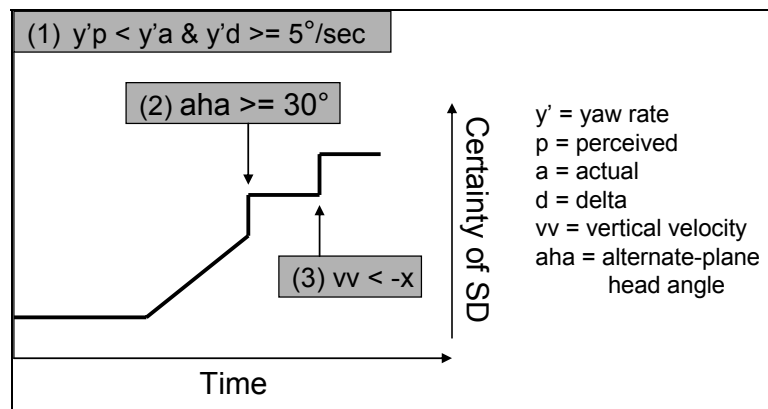 (1) y'p < y'a & y'd >= 5°/sec
(2) aha >= 30°
(3) vv < -x
Time
Certainty of SD
y' = yaw rate
p = perceived
a = actual
d = delta
vv = vertical velocity
aha = alternate-plane
head angle